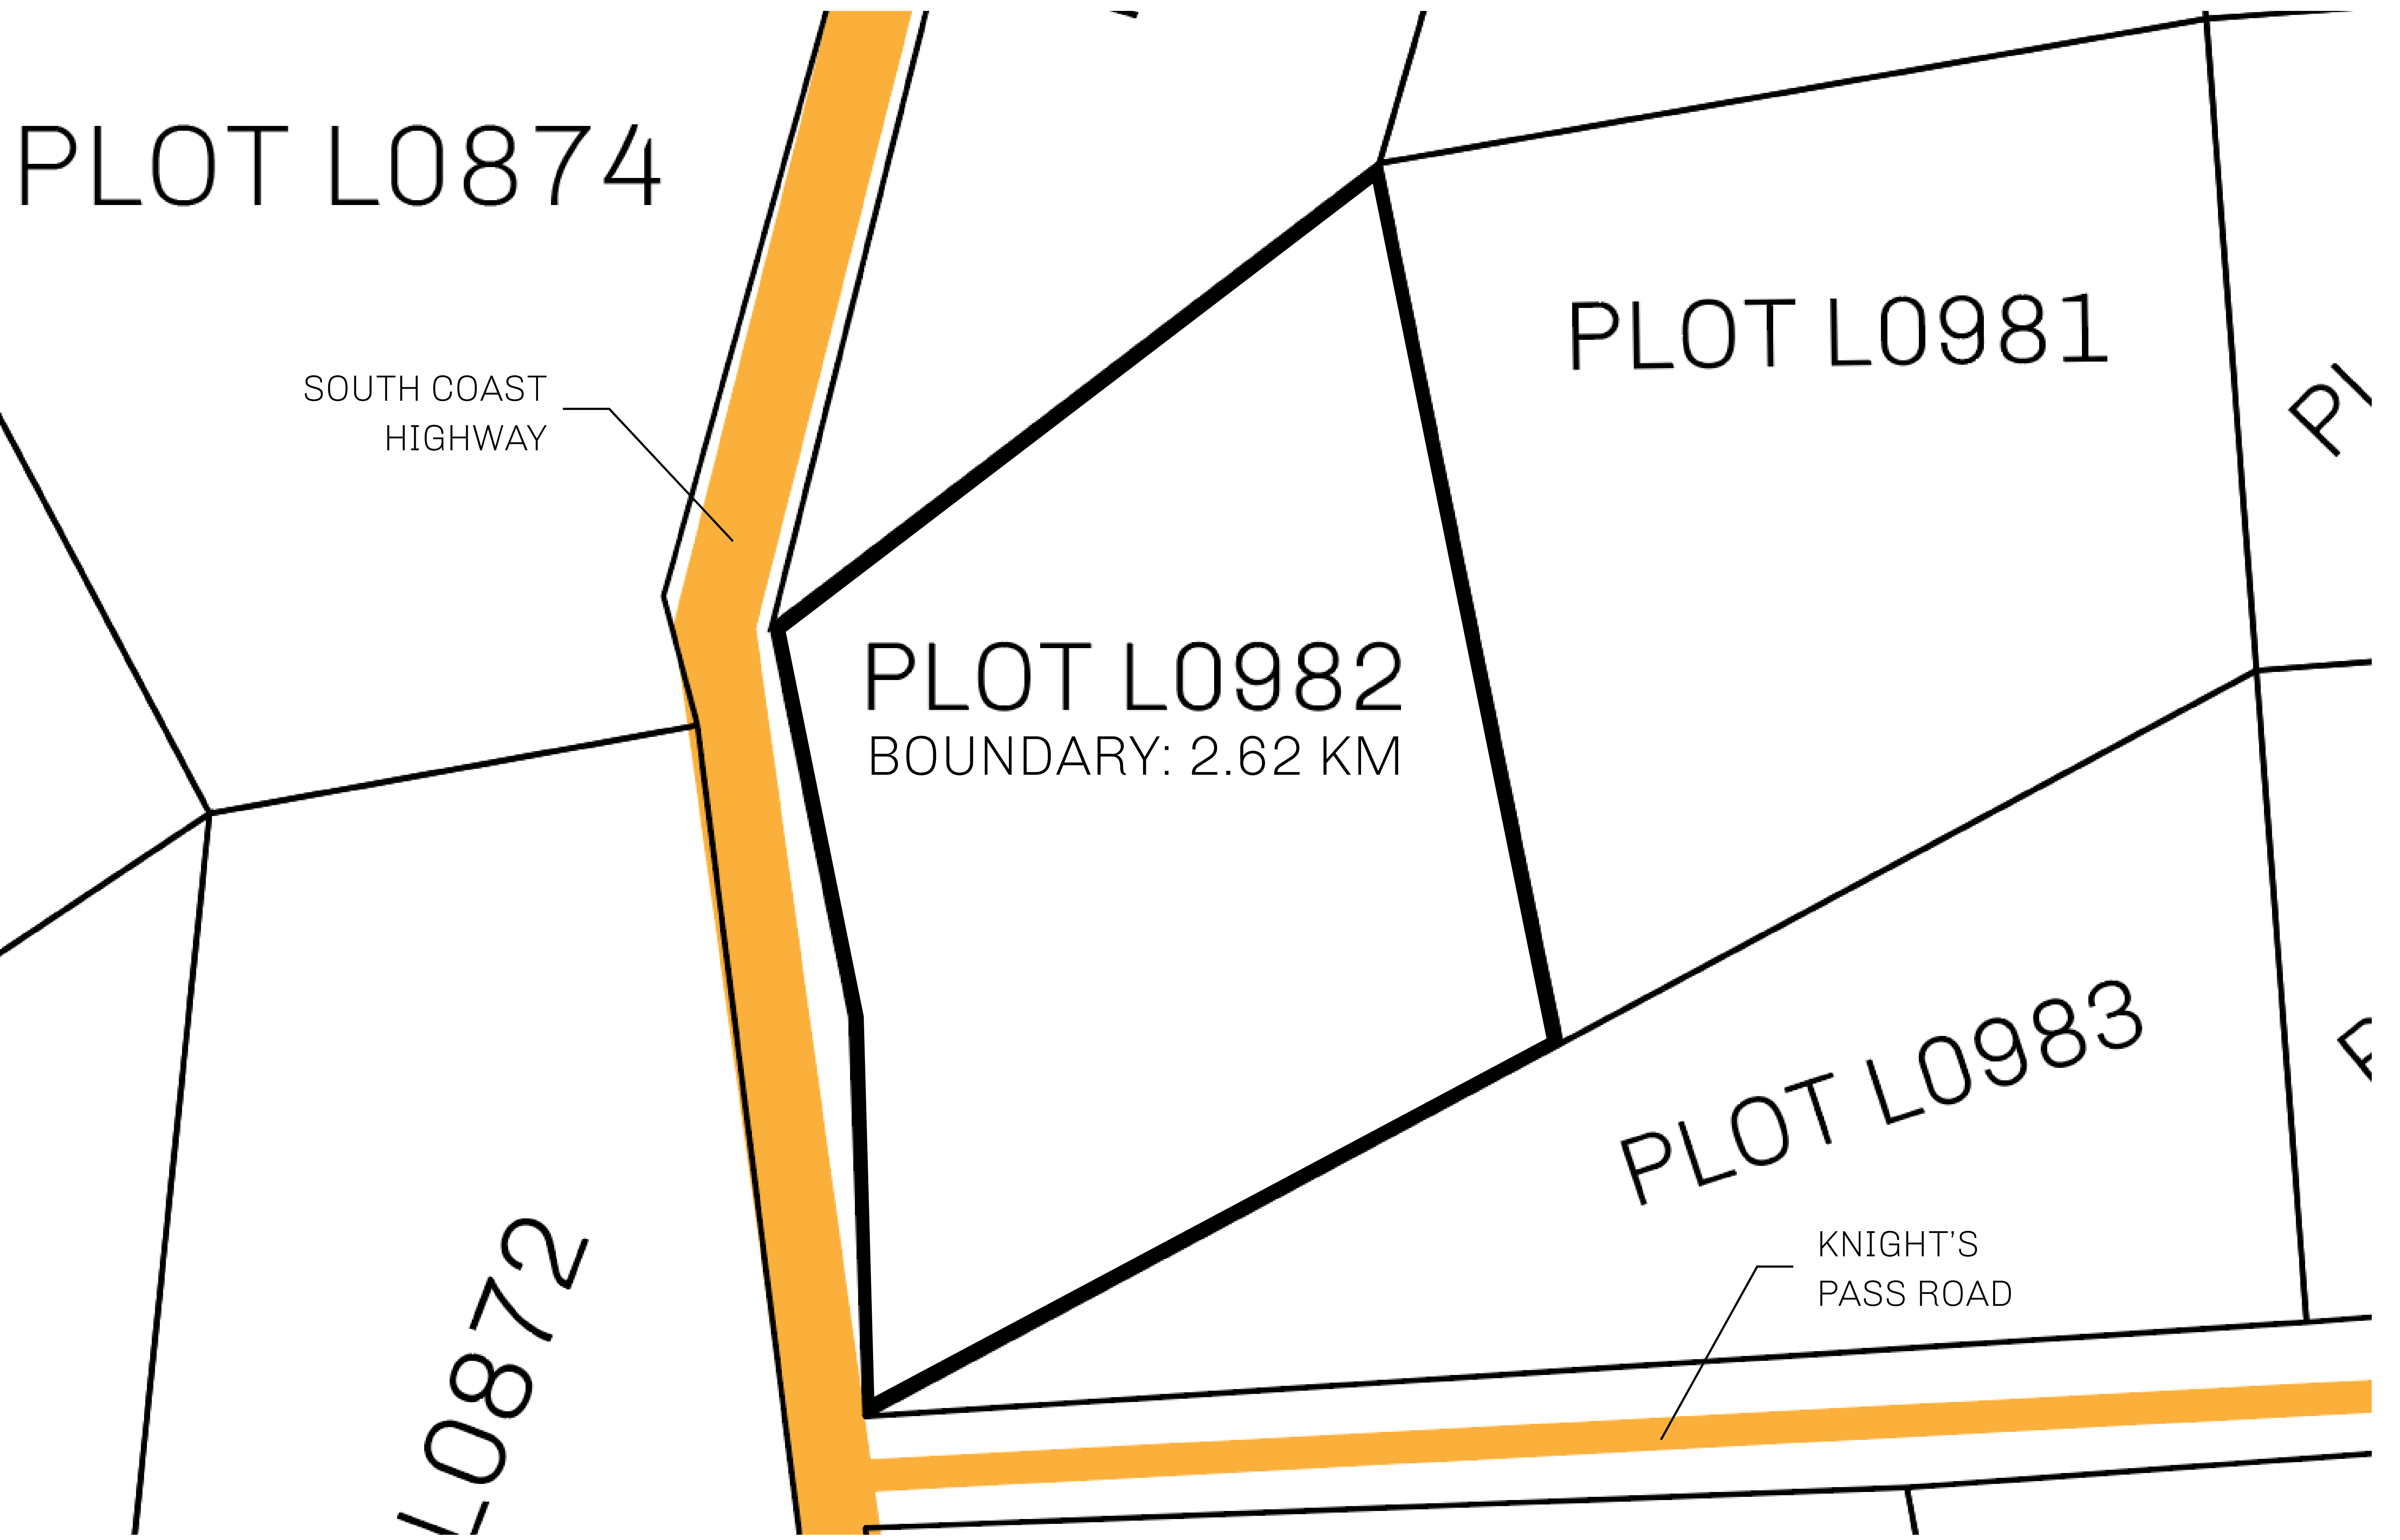 PLOT L0874
SOUTH COAST
HIGHWAY
PLOT L0981
PLOT L0982
BOUNDARY: 2.62 KM
PLOT L0983
KNIGHT'S
PASS ROAD
L0872